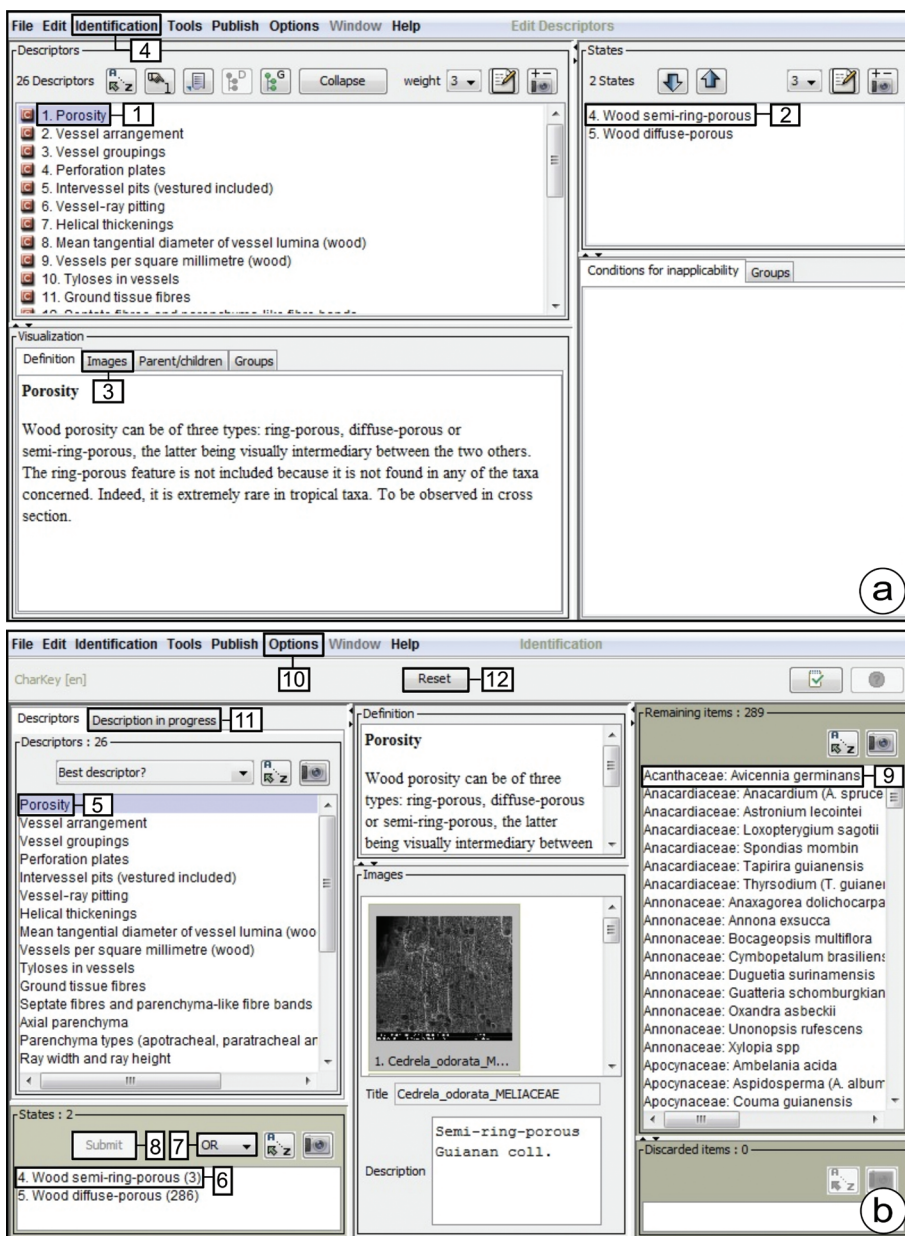 File Edit Identification Tools Publish Options Window Help Edit Descriptors
4
Descriptors
26 Descriptors A Z 1 D G Collapse weight 3
1. Porosity 1
2. Vessel arrangement
3. Vessel groupings
4. Perforation plates
5. Intervessel pits (vestured included)
6. Vessel-ray pitting
7. Helical thickenings
8. Mean tangential diameter of vessel lumina (wood)
9. Vessels per square millimetre (wood)
10. Tyloses in vessels
11. Ground tissue fibres
States
2 States 3
4. Wood semi-ring-porous 2
5. Wood diffuse-porous
Conditions for inapplicability Groups
Visualization
Definition Images Parent/children Groups
3
Porosity
Wood porosity can be of three types: ring-porous, diffuse-porous or
semi-ring-porous, the latter being visually intermediary between the two others.
The ring-porous feature is not included because it is not found in any of the taxa
concerned. Indeed, it is extremely rare in tropical taxa. To be observed in cross
section.
a
File Edit Identification Tools Publish Options Window Help Identification
10
CharKey [en] Reset 12
Descriptors Description in progress 11
Descriptors : 26
Best descriptor? A Z
Porosity 5
Vessel arrangement
Vessel groupings
Perforation plates
Intervessel pits (vestured included)
Vessel-ray pitting
Helical thickenings
Mean tangential diameter of vessel lumina (woo
Vessels per square millimetre (wood)
Tyloses in vessels
Ground tissue fibres
Septate fibres and parenchyma-like fibre bands
Axial parenchyma
Parenchyma types (apotracheal, paratracheal an
Ray width and ray height
States : 2
Submit 8 7 OR A Z
4. Wood semi-ring-porous (3) 6
5. Wood diffuse-porous (286)
Definition
Porosity
Wood porosity can be of three
types: ring-porous, diffuse-porous
or semi-ring-porous, the latter
being visually intermediary between
Images
1. Cedrela_odorata_M...
Title Cedrela_odorata_MELIACEAE
Description
Semi-ring-porous
Guianan coll.
Remaining items : 289
A Z
Acanthaceae: Avicennia germinans 9
Anacardiaceae: Anacardium (A. spruce
Anacardiaceae: Astronium lecointei
Anacardiaceae: Loxopterygium sagotii
Anacardiaceae: Spondias mombin
Anacardiaceae: Tapirira guianensis
Anacardiaceae: Thyrsodium (T. guianen
Annonaceae: Anaxagorea dolichocarpa
Annonaceae: Annona exsucca
Annonaceae: Bocageopsis multiflora
Annonaceae: Cymbopetalum brasiliens
Annonaceae: Duguetia surinamensis
Annonaceae: Guatteria schomburgkian
Annonaceae: Oxandra asbeckii
Annonaceae: Unonopsis rufescens
Annonaceae: Xylopia spp
Apocynaceae: Ambelania acida
Apocynaceae: Aspidosperma (A. album
Apocynaceae: Couma guianensis
Discarded items : 0
A Z
b